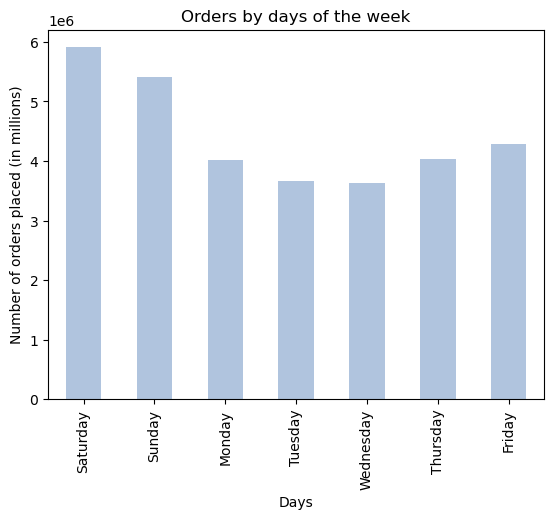 Orders by days of the week
1e6
Number of orders placed (in millions)
6
5
4
3
2
1
0
Saturday
Sunday
Monday
Tuesday
Wednesday
Thursday
Friday
Days